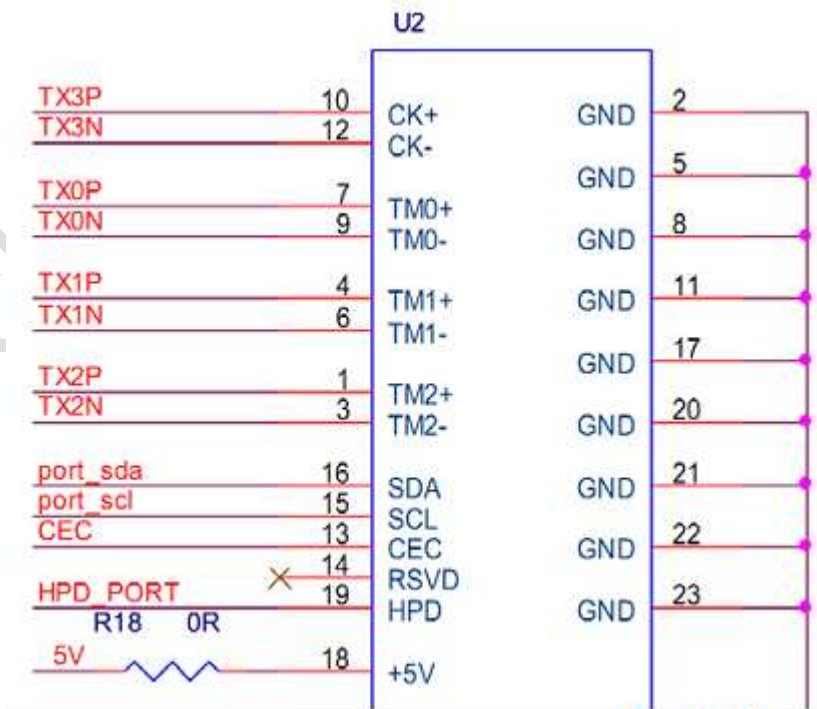 U2
TX3P 10 CK+ GND 2
TX3N 12 CK-
GND 5
TX0P 7 TM0+
TX0N 9 TM0- GND 8
TX1P 4 TM1+ GND 11
TX1N 6 TM1-
GND 17
TX2P 1 TM2+
TX2N 3 TM2- GND 20
port_sda 16 SDA GND 21
port_scl 15 SCL
CEC 13 CEC GND 22
14 RSVD
HPD_PORT 19 HPD GND 23
R18 0R
5V 18 +5V